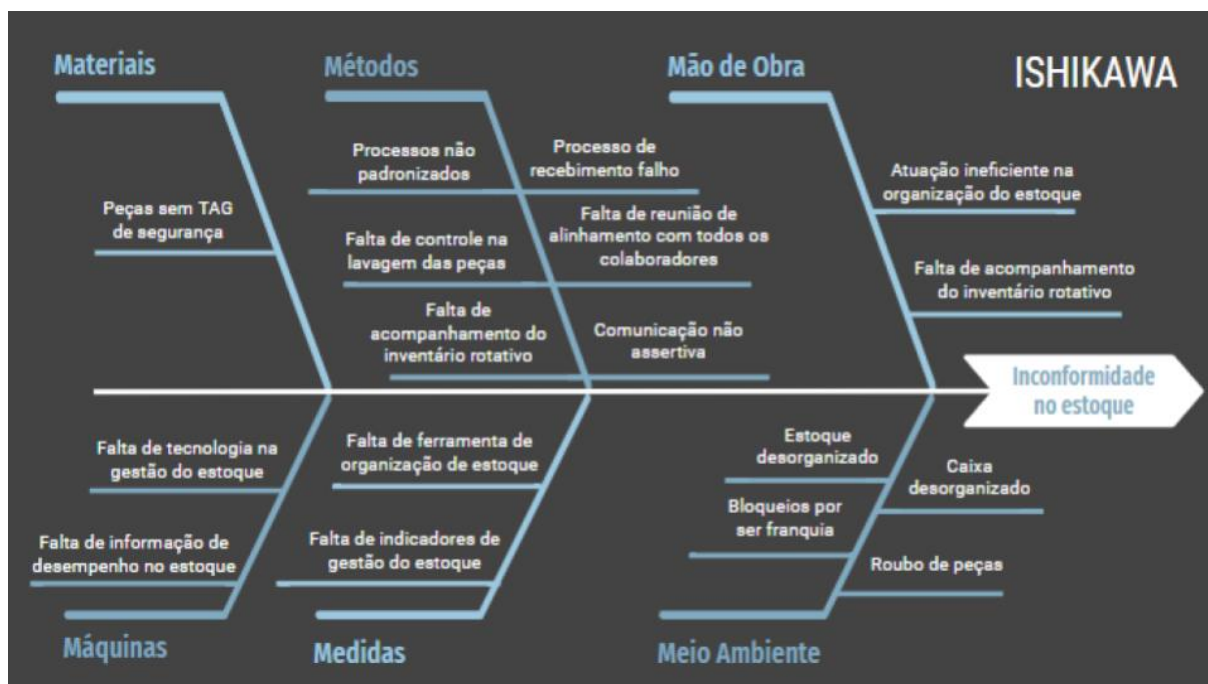 Materiais
Métodos
Mão de Obra
ISHIKAWA
Peças sem TAG
de segurança
Processos não
padronizados
Processo de
recebimento falho
Falta de controle na
lavagem das peças
Falta de reunião de
alinhamento com todos os
colaboradores
Falta de
acompanhamento do
inventário rotativo
Comunicação não
assertiva
Atuação ineficiente na
organização do estoque
Falta de acompanhamento
do inventário rotativo
Inconformidade
no estoque
Falta de tecnologia na
gestão do estoque
Falta de informação de
desempenho no estoque
Falta de ferramenta de
organização de estoque
Falta de indicadores de
gestão do estoque
Estoque
desorganizado
Bloqueios por
ser franquia
Caixa
desorganizado
Roubo de peças
Máquinas
Medidas
Meio Ambiente